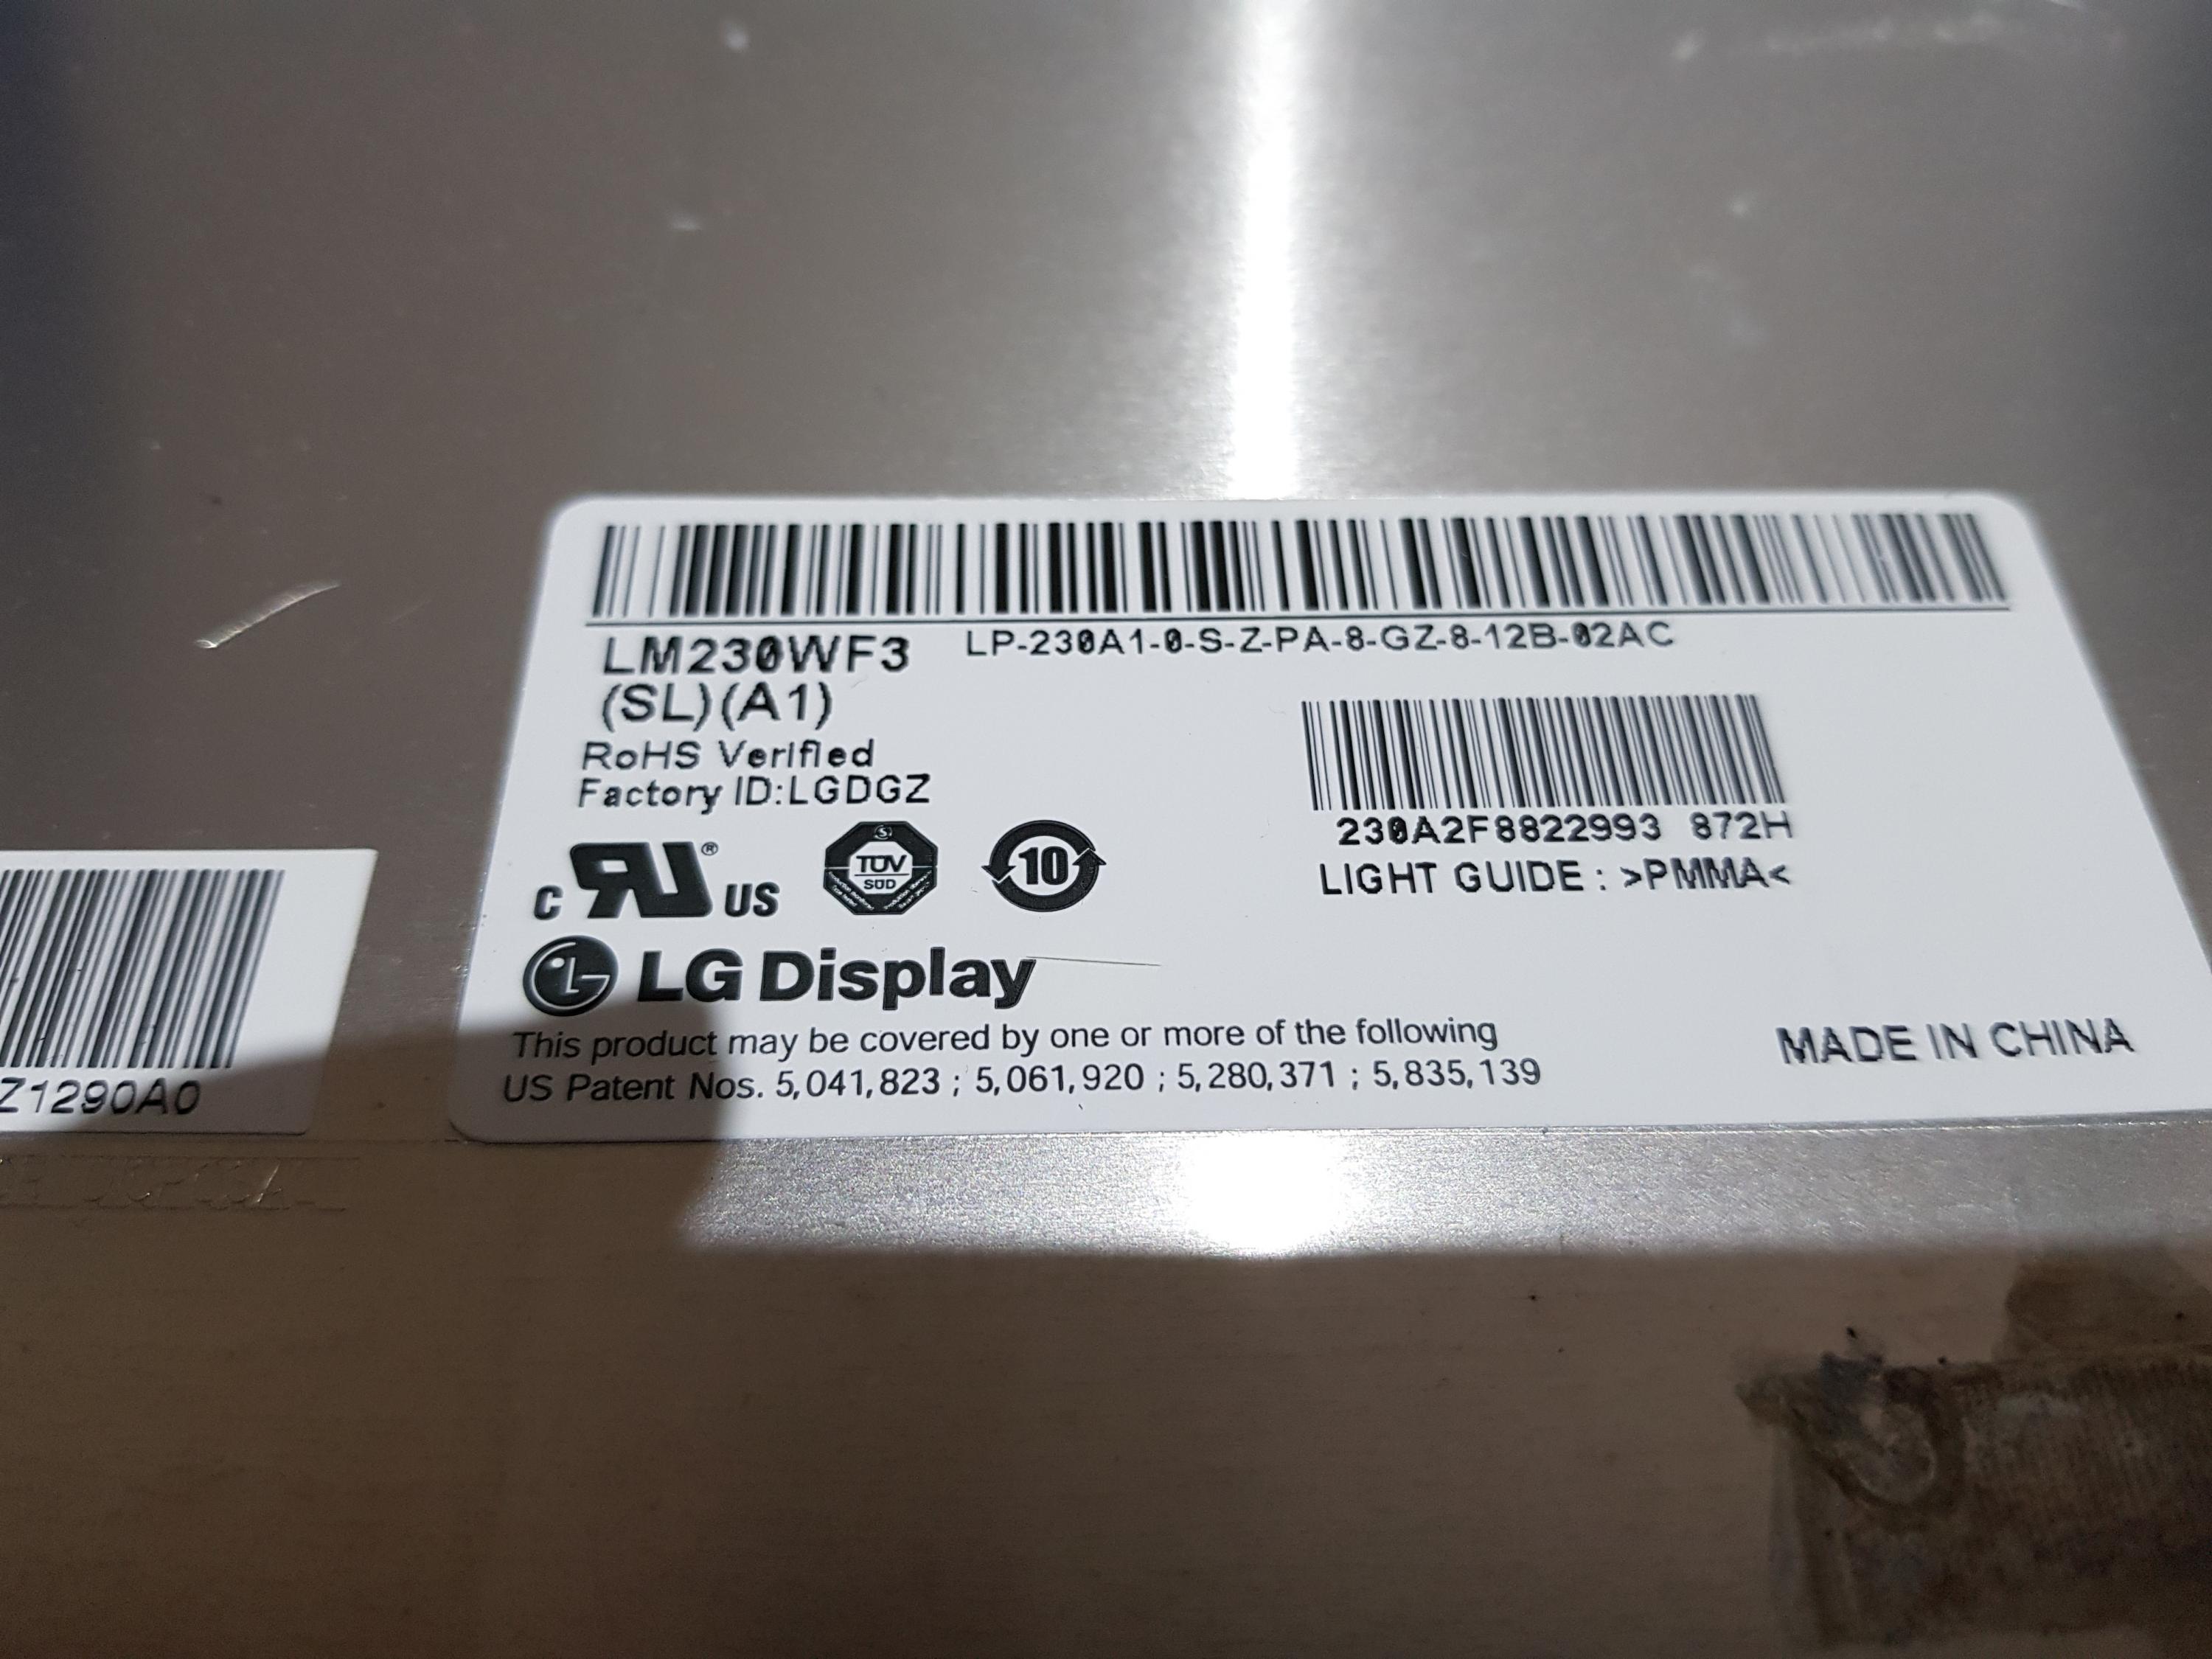 LM230WF3 LP-230A1-0-S-Z-PA-8-GZ-8-12B-02AC
(SL)(A1)
RoHS Verified
Factory ID:LGDGZ
230A2F8822993 872H
LIGHT GUIDE : >PMMA<
c RU ® US
TÜV
SÜD
10
LG Display
This product may be covered by one or more of the following
US Patent Nos. 5,041,823 ; 5,061,920 ; 5,280,371 ; 5,835,139
MADE IN CHINA
Z1290A0